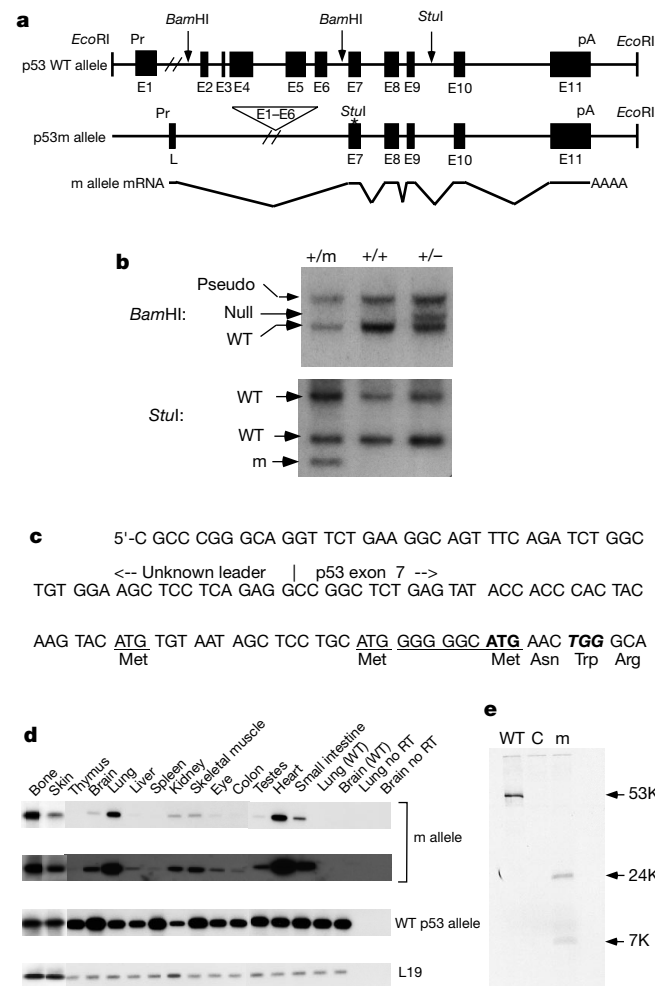 a
BamHI BamHI StuI
EcoRI Pr pA EcoRI
p53 WT allele
E1 E2 E3 E4 E5 E6 E7 E8 E9 E10 E11
E1–E6 StuI
Pr * pA EcoRI
p53m allele
L E7 E8 E9 E10 E11
m allele mRNA AAAA
b
+/m +/+ +/–
Pseudo
BamHI: Null
WT
WT
StuI:
WT
m
c
5'-C GCC CGG GCA GGT TCT GAA GGC AGT TTC AGA TCT GGC
<-- Unknown leader | p53 exon 7 -->
TGT GGA AGC TCC TCA GAG GCC GGC TCT GAG TAT ACC ACC CAC TAC
AAG TAC ATG TGT AAT AGC TCC TGC ATG GGG GGC ATG AAC TGG GCA
Met Met Met Asn Trp Arg
d
Bone Skin Thymus Brain Lung Liver Spleen Kidney Skeletal muscle Eye Colon Testes Heart Small intestine Lung (WT) Brain (WT) Lung no RT Brain no RT
m allele
WT p53 allele
L19
e
WT C m
53K
24K
7K